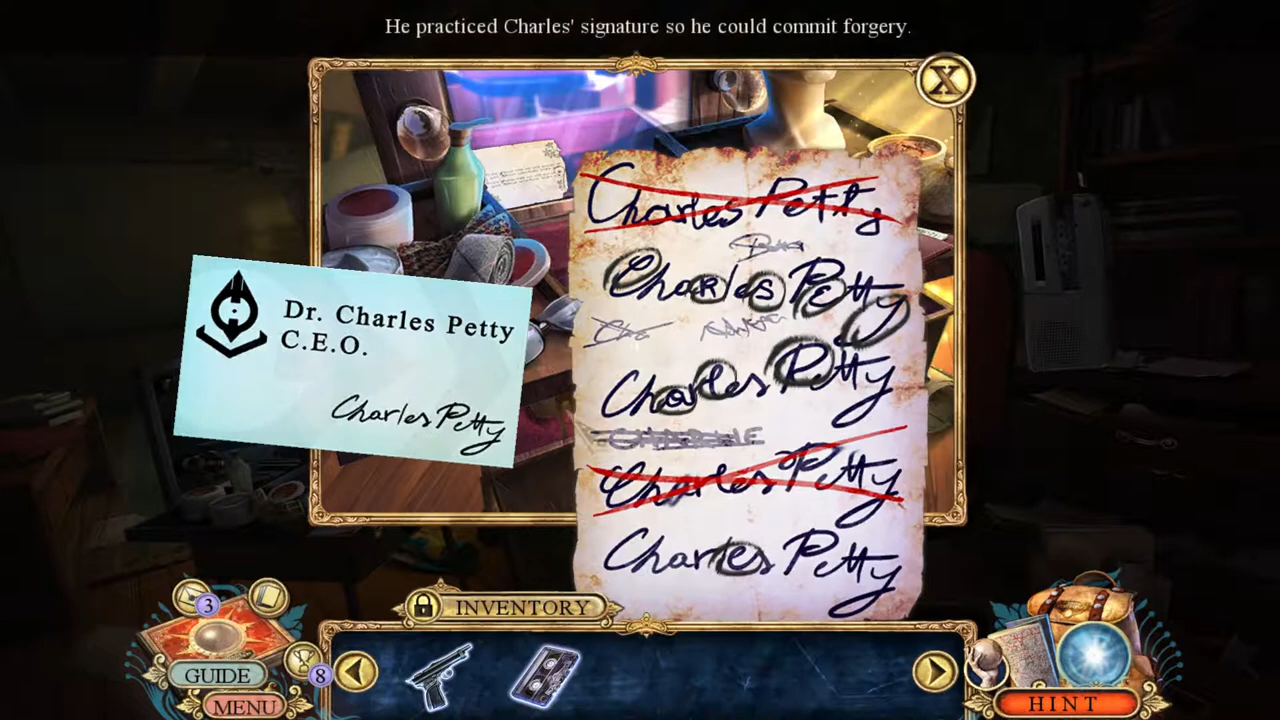 He practiced Charles' signature so he could commit forgery.
X
Charles Petty
Charles Petty
Dr. Charles Petty
C.E.O.
Charles Petty
Charles Petty
Charles Petty
Charles Petty
INVENTORY
3
8
GUIDE
MENU
HINT